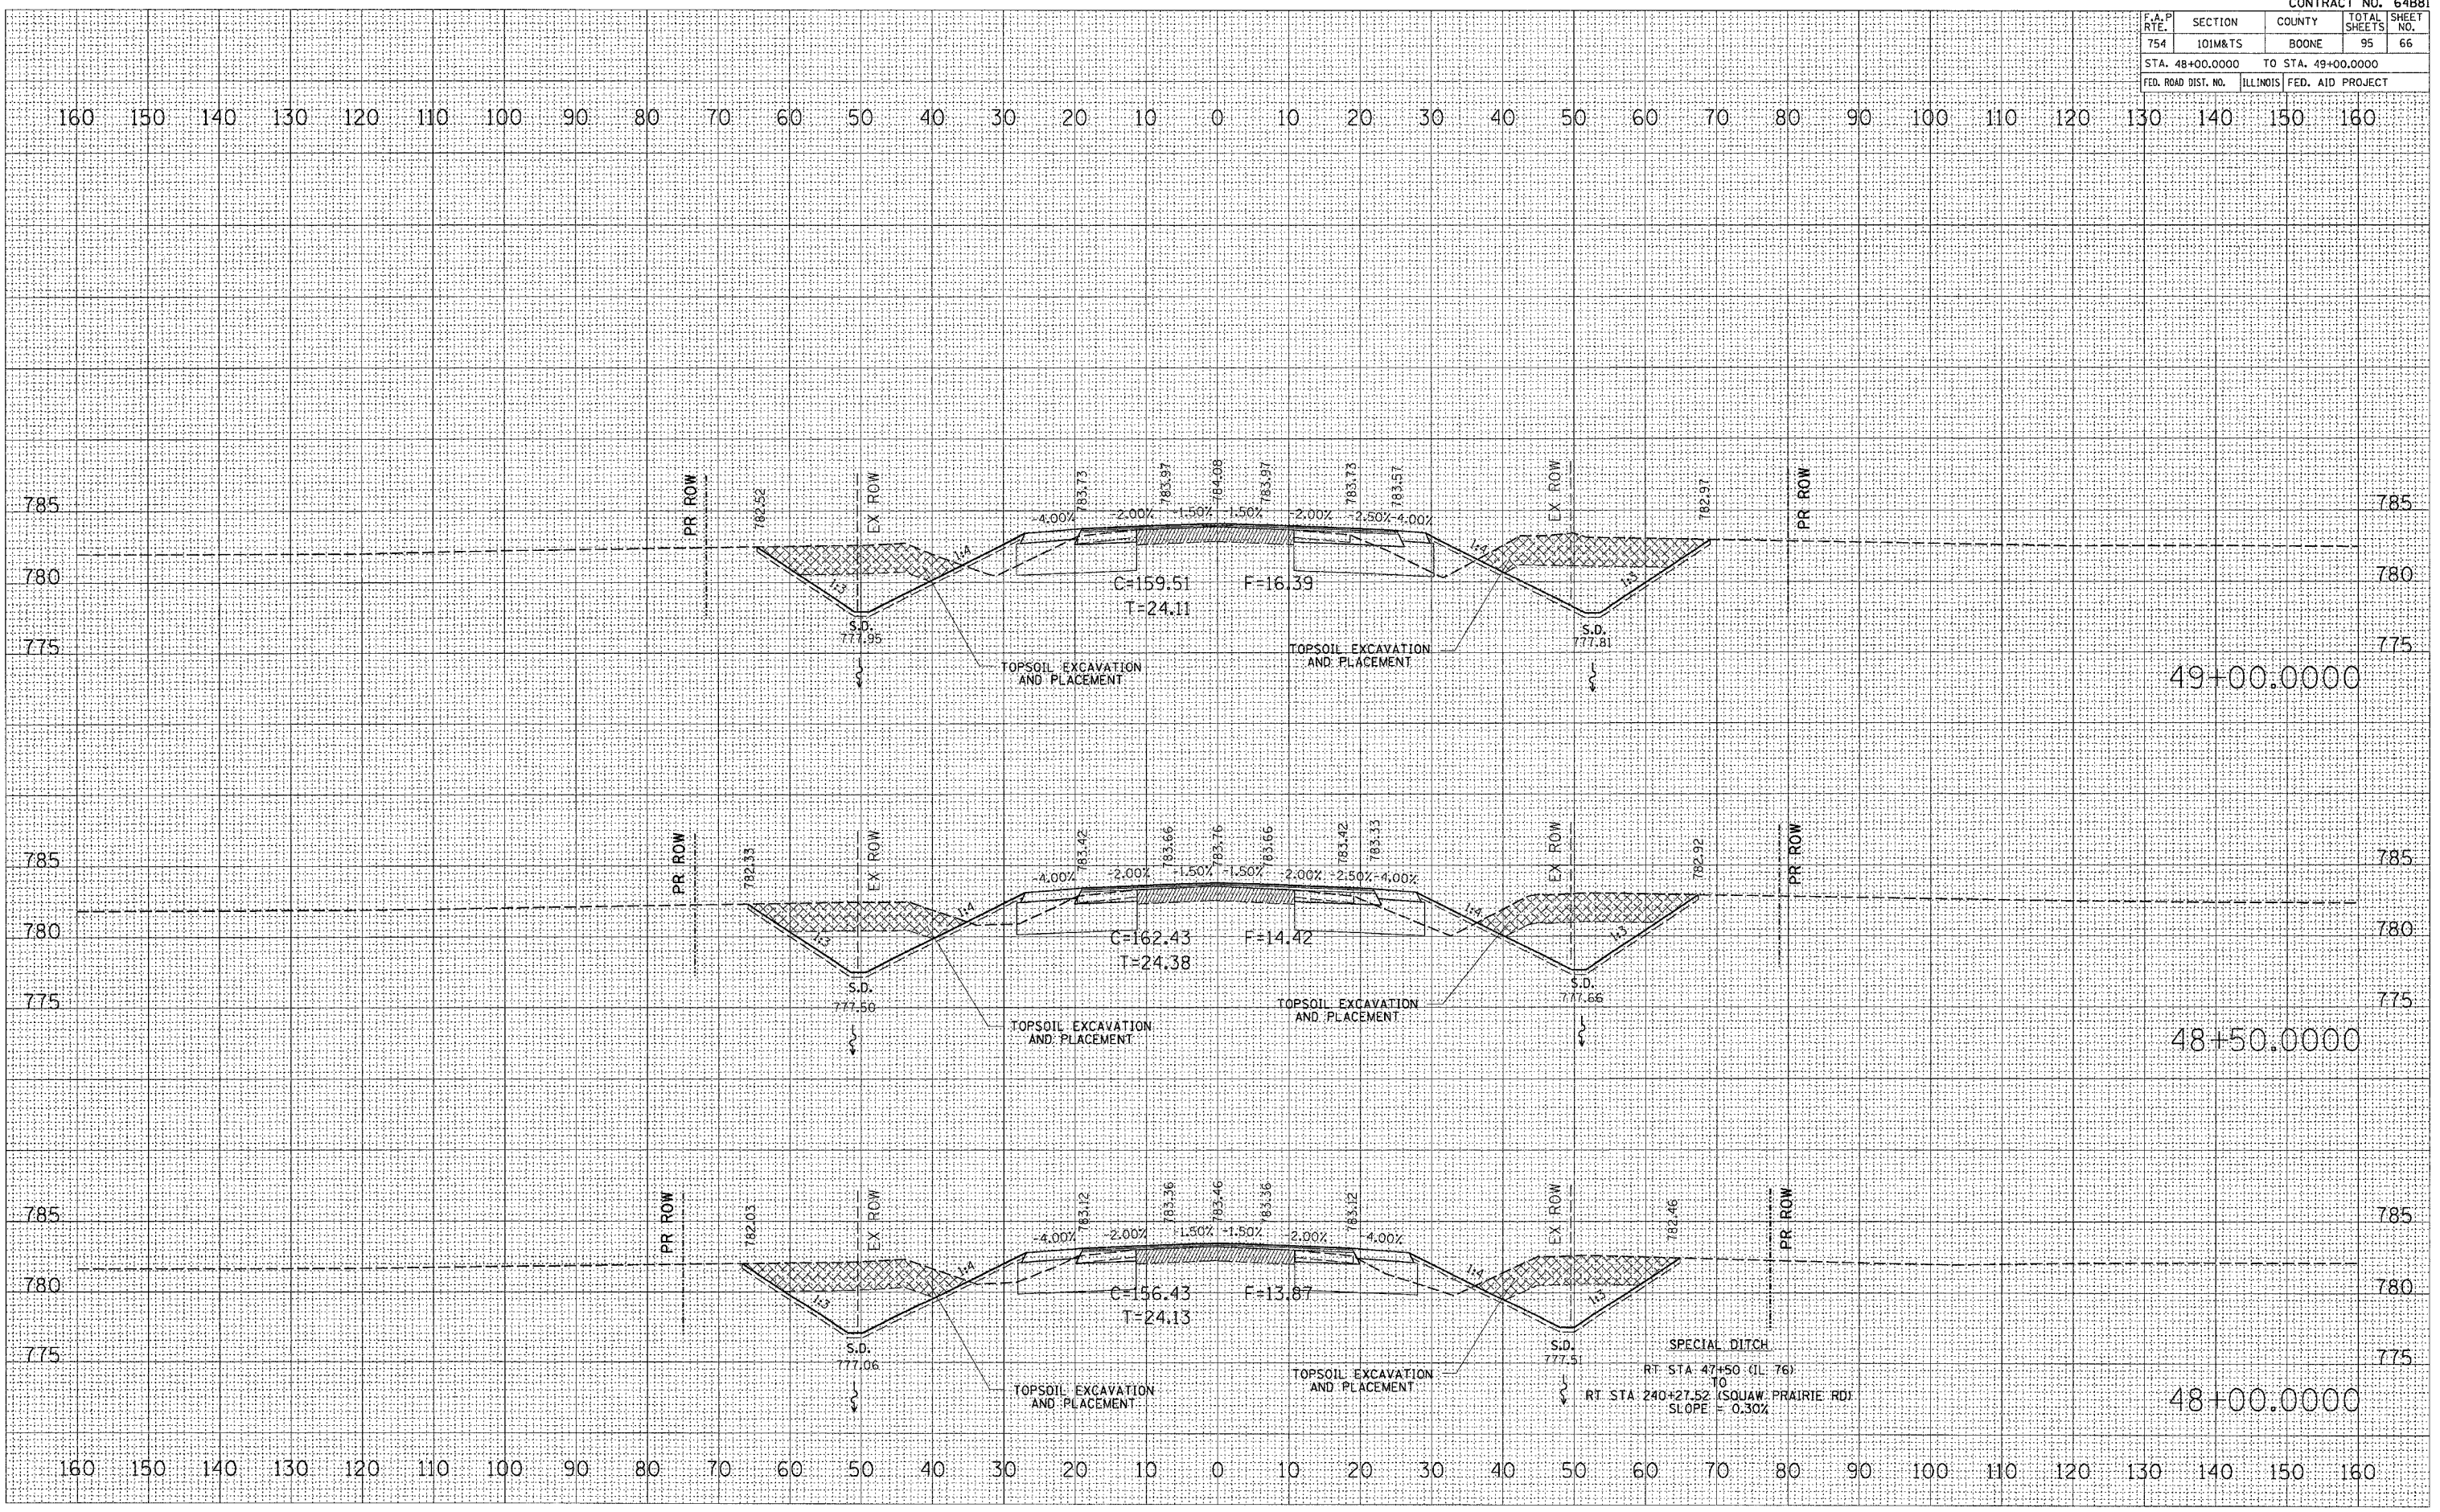 CONTRACT NO. 64B81
F.A.P. RTE. SECTION COUNTY TOTAL SHEETS SHEET NO.
754 101M&TS BOONE 95 66
STA. 48+00.0000 TO STA. 49+00.0000
FED. ROAD DIST. NO. ILLINOIS FED. AID PROJECT
160 150 140 130 120 110 100 90 80 70 60 50 40 30 20 10 0 10 20 30 40 50 60 70 80 90 100 110 120 130 140 150 160
PR ROW 782.52 EX ROW 783.73 783.97 784.08 783.97 783.73 783.57 EX ROW 782.97 PR ROW
785 785
-4.00% -2.00% -1.50% -1.50% -2.00% -2.50% -4.00%
1:4 1:4
780 780
1:3 1:3
C=159.51 F=16.39
T=24.11
S.D. S.D.
777.95 777.81
775 775
TOPSOIL EXCAVATION
AND PLACEMENT
TOPSOIL EXCAVATION
AND PLACEMENT
49+00.0000
PR ROW 782.33 EX ROW 783.42 783.66 783.76 783.66 783.42 783.33 EX ROW 782.92 PR ROW
785 785
-4.00% -2.00% -1.50% -1.50% -2.00% -2.50% -4.00%
1:4 1:4
780 780
1:3 1:3
C=162.43 F=14.42
T=24.38
S.D. S.D.
777.50 777.66
775 775
TOPSOIL EXCAVATION
AND PLACEMENT
TOPSOIL EXCAVATION
AND PLACEMENT
48+50.0000
PR ROW 782.03 EX ROW 783.12 783.36 783.46 783.36 783.12 EX ROW 782.46 PR ROW
785 785
-4.00% -2.00% -1.50% -1.50% -2.00% -4.00%
1:4 1:4
780 780
1:3 1:3
C=156.43 F=13.87
T=24.13
S.D. S.D.
777.06 777.51
775 775
SPECIAL DITCH
RT STA 47+50 (IL 76)
TO
RT STA 240+27.52 (SQUAW PRAIRIE RD)
SLOPE = 0.30%
TOPSOIL EXCAVATION
AND PLACEMENT
TOPSOIL EXCAVATION
AND PLACEMENT
48+00.0000
160 150 140 130 120 110 100 90 80 70 60 50 40 30 20 10 0 10 20 30 40 50 60 70 80 90 100 110 120 130 140 150 160